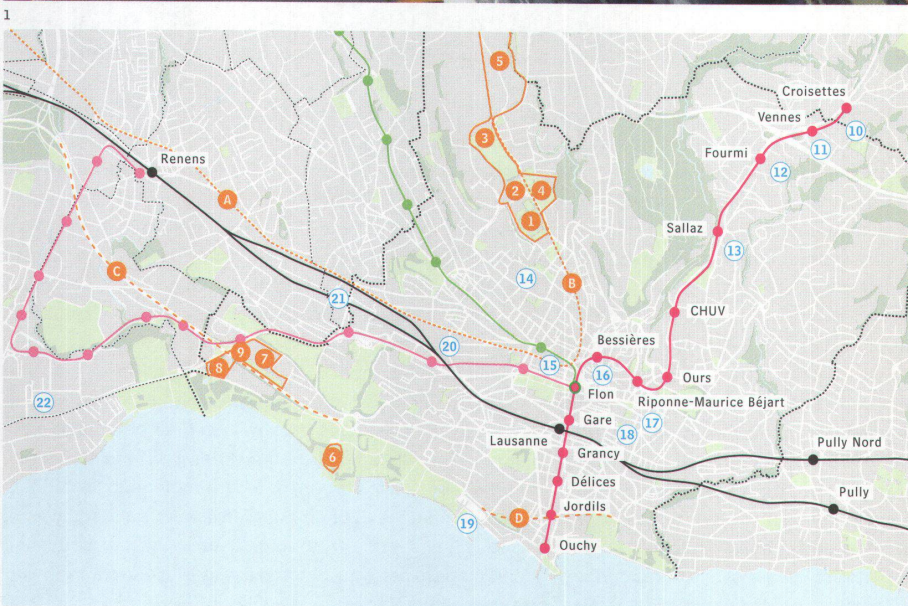 1
5
Croisettes
Vennes
10
3
11
Fourmi
12
Renens
2
4
A
1
Sallaz
13
C
14
B
21
CHUV
Bessières
20
15
16
9
7
8
Ours
Flon
Riponne-Maurice Béjart
22
Gare
17
18
Lausanne
Pully Nord
Grancy
6
Délices
Pully
Jordils
19
D
Ouchy